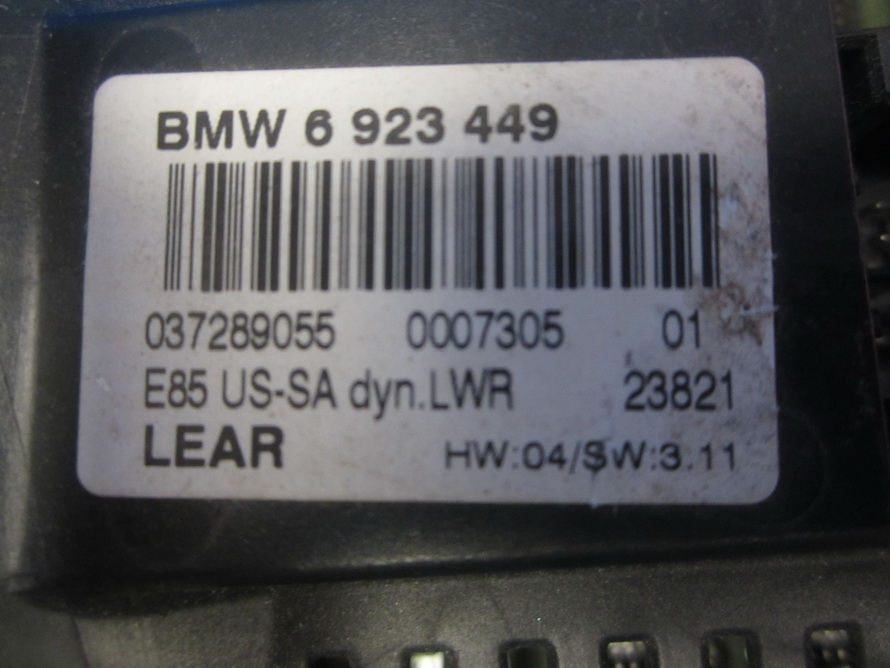 BMW 6 923 449
037289055 0007305 01
E85 US-SA dyn.LWR 23821
LEAR HW:04/SW:3.11